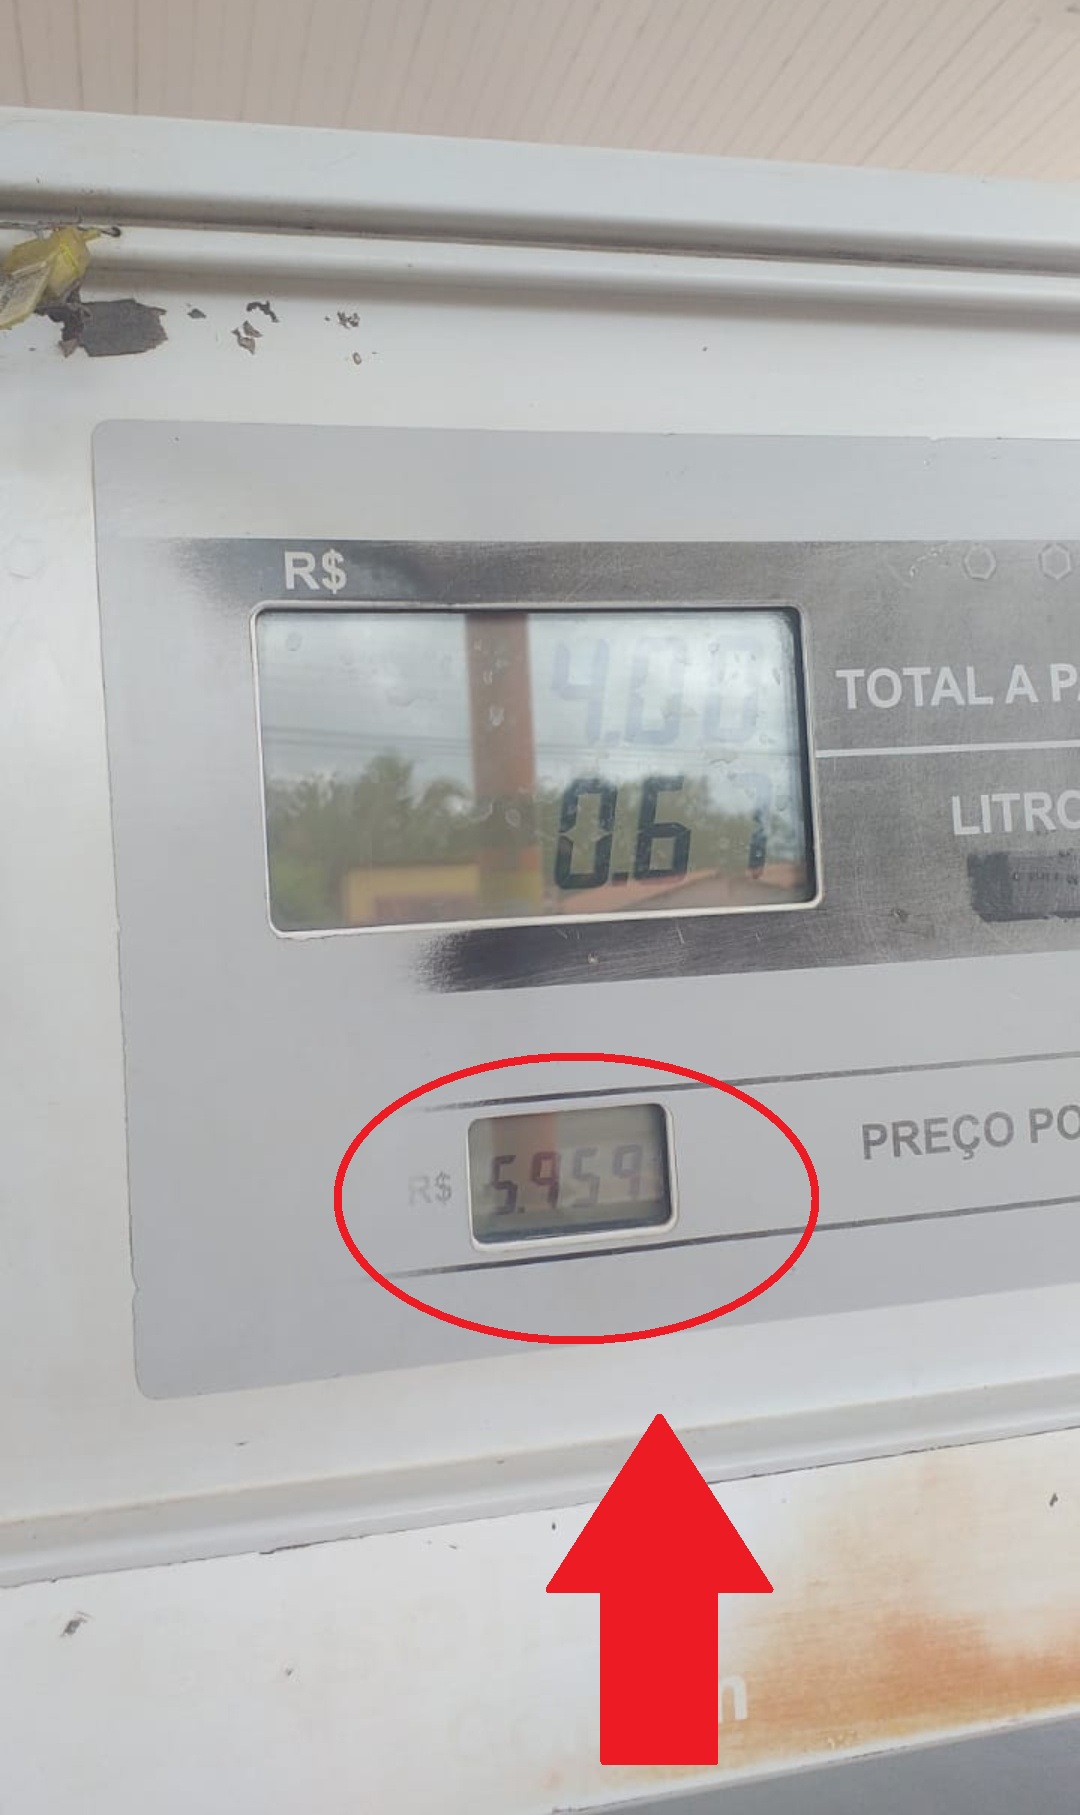 R$
4.00 TOTAL A P
0.67 LITRO
R$ 5.959 PREÇO PO